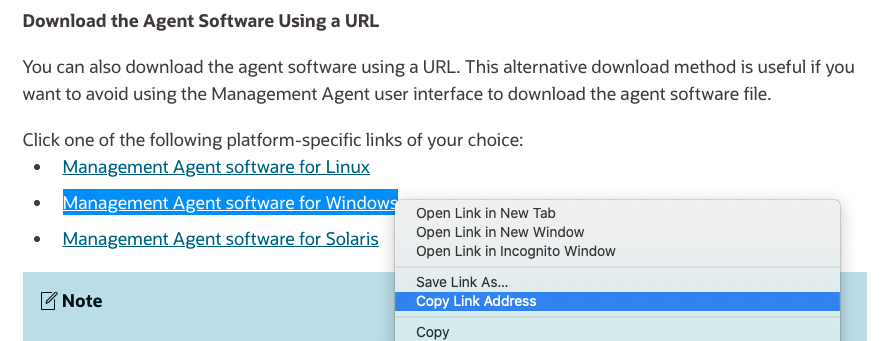 Download the Agent Software Using a URL
You can also download the agent software using a URL. This alternative download method is useful if you
want to avoid using the Management Agent user interface to download the agent software file.
Click one of the following platform-specific links of your choice:
• Management Agent software for Linux
• Management Agent software for Windows
• Management Agent software for Solaris
Note
Open Link in New Tab
Open Link in New Window
Open Link in Incognito Window
Save Link As...
Copy Link Address
Copy